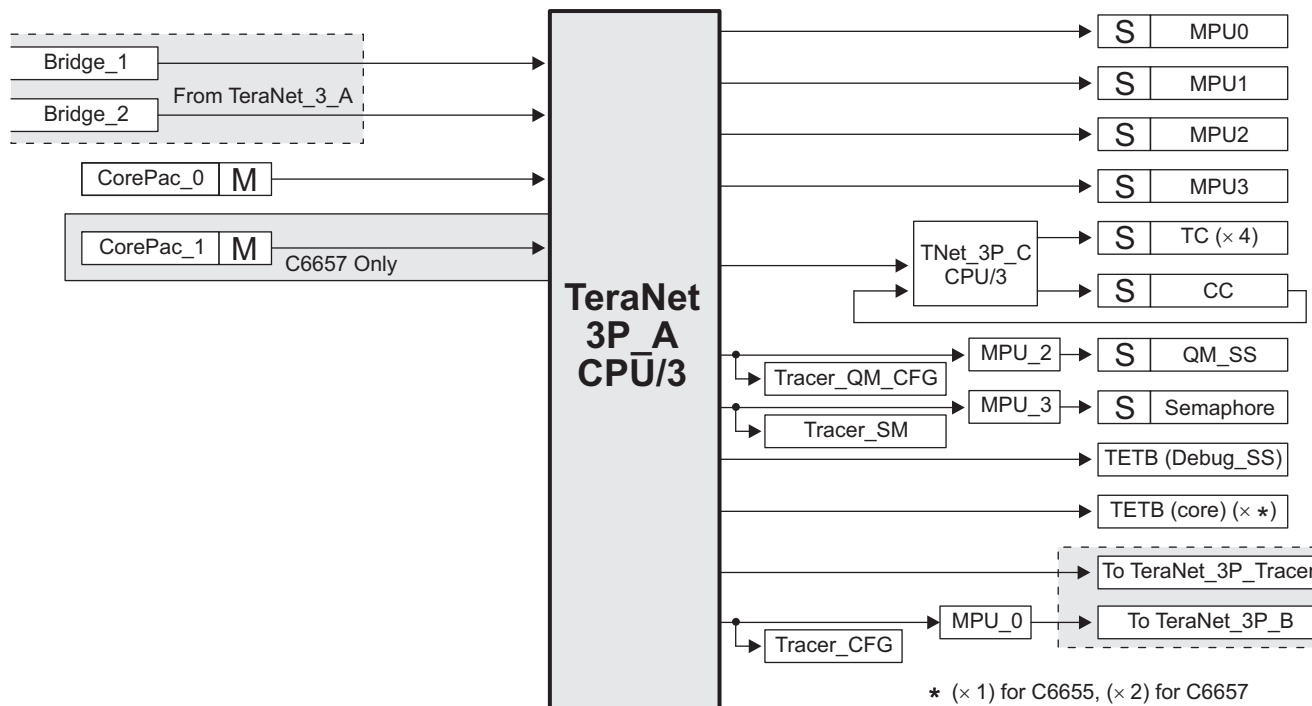 Bridge_1
From TeraNet_3_A
Bridge_2
CorePac_0 M
CorePac_1 M
C6657 Only
TeraNet
3P_A
CPU/3
S MPU0
S MPU1
S MPU2
S MPU3
TNet_3P_C
CPU/3
S TC (× 4)
S CC
MPU_2
S QM_SS
Tracer_QM_CFG
MPU_3
S Semaphore
Tracer_SM
TETB (Debug_SS)
TETB (core) (× *)
To TeraNet_3P_Tracer
MPU_0
To TeraNet_3P_B
Tracer_CFG
* (× 1) for C6655, (× 2) for C6657